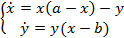 ẋ = x(a − x) − y
ẏ = y(x − b)